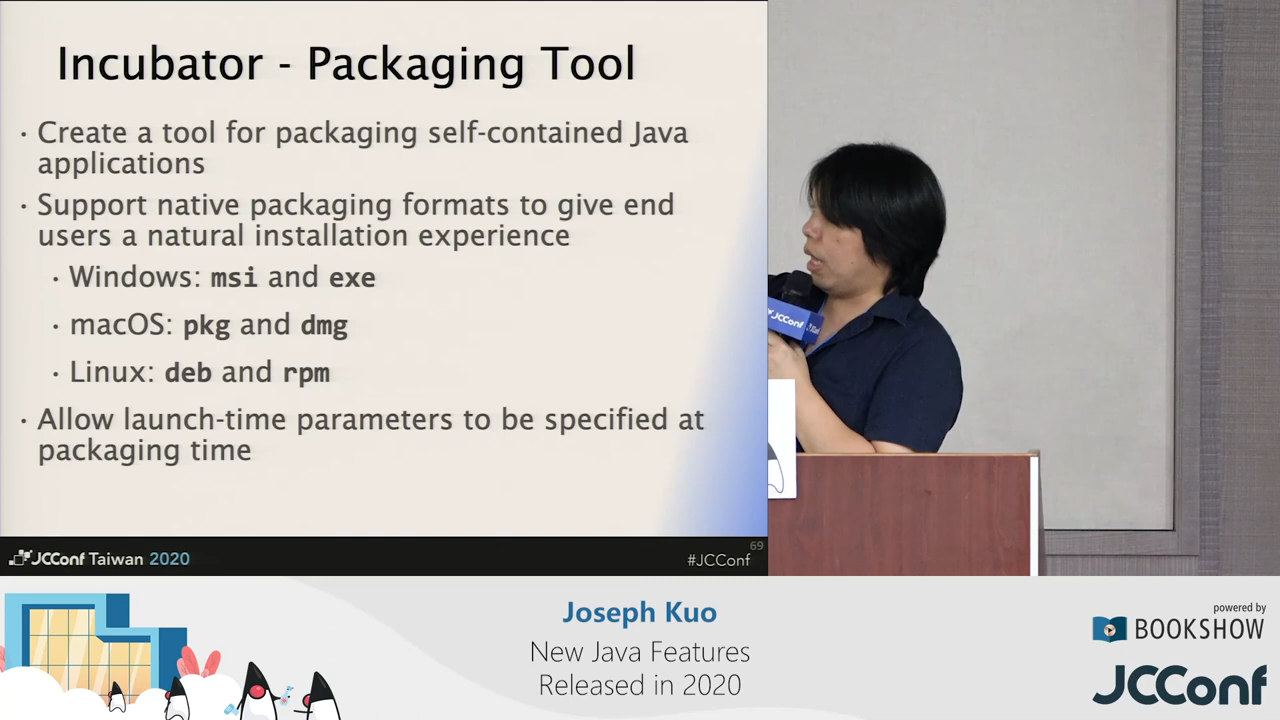 Incubator - Packaging Tool
• Create a tool for packaging self-contained Java
applications
• Support native packaging formats to give end
users a natural installation experience
• Windows: msi and exe
• macOS: pkg and dmg
• Linux: deb and rpm
• Allow launch-time parameters to be specified at
packaging time
JCConf Taiwan 2020
#JCConf
69
JCConf
Joseph Kuo
New Java Features
Released in 2020
powered by
BOOKSHOW
JCConf